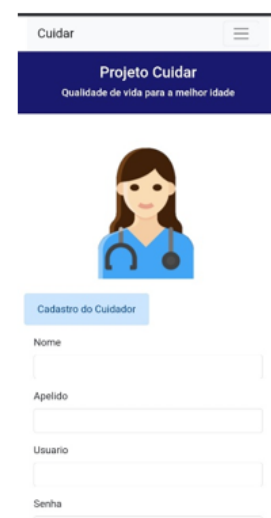 Cuidar
Projeto Cuidar
Qualidade de vida para a melhor idade
Cadastro do Cuidador
Nome
Apelido
Usuario
Senha